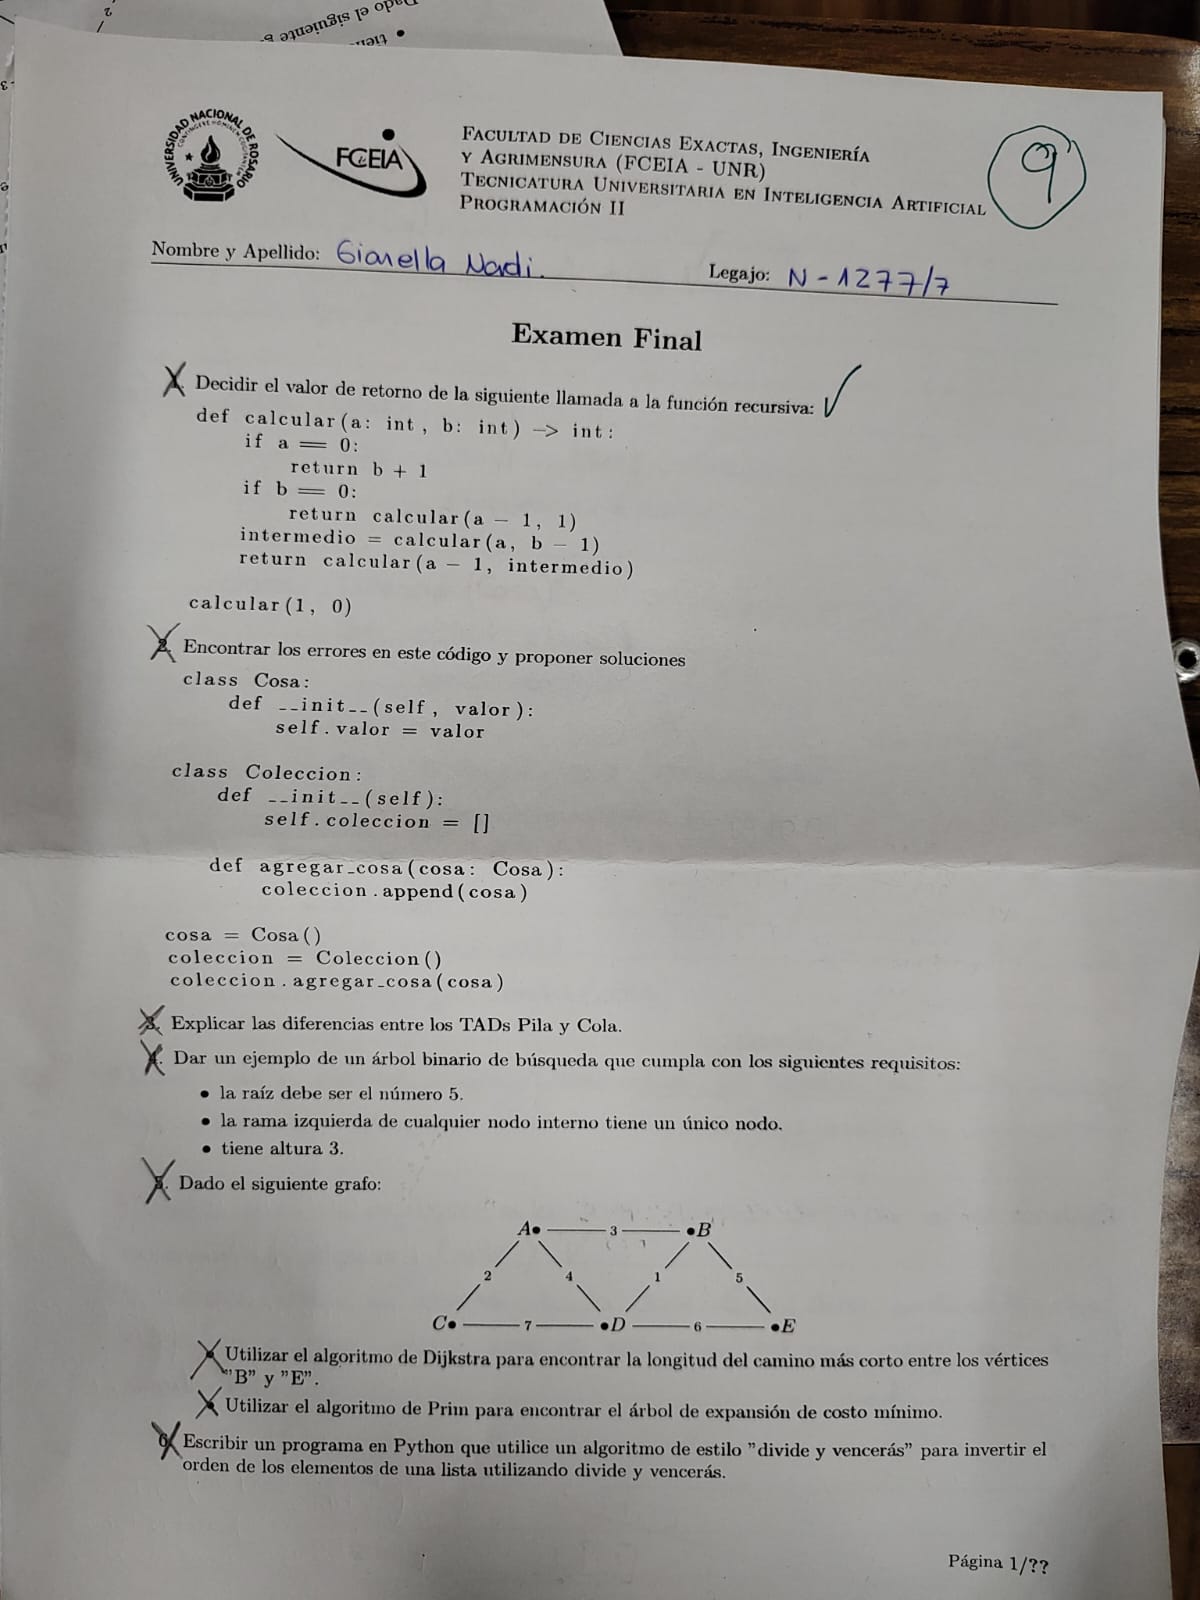 Dado el siguiente g-
tien
2
UNIVERSIDAD NACIONAL DE ROSARIO
FCEIA
FACULTAD DE CIENCIAS EXACTAS, INGENIERÍA
Y AGRIMENSURA (FCEIA - UNR)
TECNICATURA UNIVERSITARIA EN INTELIGENCIA ARTIFICIAL
PROGRAMACIÓN II
9
Nombre y Apellido: Gianella Nardi. Legajo: N-1277/7
Examen Final
1. Decidir el valor de retorno de la siguiente llamada a la función recursiva:
def calcular(a: int, b: int) -> int:
if a == 0:
return b + 1
if b == 0:
return calcular(a - 1, 1)
intermedio = calcular(a, b - 1)
return calcular(a - 1, intermedio)
calcular(1, 0)
2. Encontrar los errores en este código y proponer soluciones
class Cosa:
def __init__(self, valor):
self.valor = valor
class Coleccion:
def __init__(self):
self.coleccion = []
def agregar_cosa(cosa: Cosa):
coleccion.append(cosa)
cosa = Cosa()
coleccion = Coleccion()
coleccion.agregar_cosa(cosa)
3. Explicar las diferencias entre los TADs Pila y Cola.
4. Dar un ejemplo de un árbol binario de búsqueda que cumpla con los siguientes requisitos:
• la raíz debe ser el número 5.
• la rama izquierda de cualquier nodo interno tiene un único nodo.
• tiene altura 3.
5. Dado el siguiente grafo:
A 3 B
2 4 1 5
C 7 D 6 E
• Utilizar el algoritmo de Dijkstra para encontrar la longitud del camino más corto entre los vértices
"B" y "E".
• Utilizar el algoritmo de Prim para encontrar el árbol de expansión de costo mínimo.
6. Escribir un programa en Python que utilice un algoritmo de estilo "divide y vencerás" para invertir el
orden de los elementos de una lista utilizando divide y vencerás.
Página 1/??